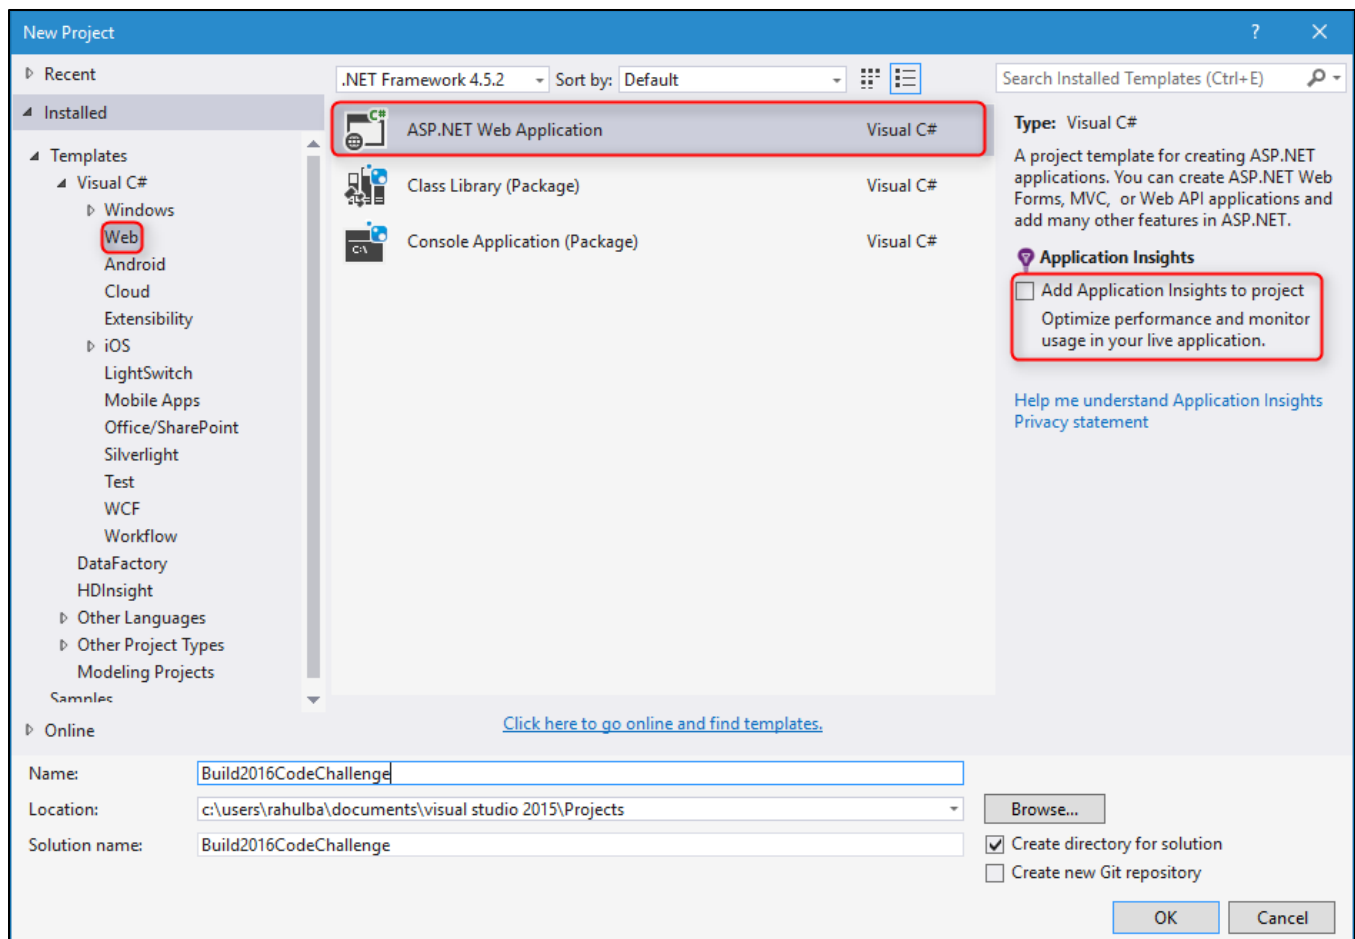 New Project
? ×
Recent
Installed
Templates
Visual C#
Windows
Web
Android
Cloud
Extensibility
iOS
LightSwitch
Mobile Apps
Office/SharePoint
Silverlight
Test
WCF
Workflow
DataFactory
HDInsight
Other Languages
Other Project Types
Modeling Projects
Samples
Online
.NET Framework 4.5.2 Sort by: Default
C# ASP.NET Web Application Visual C#
Class Library (Package) Visual C#
C:\ Console Application (Package) Visual C#
Click here to go online and find templates.
Search Installed Templates (Ctrl+E)
Type: Visual C#
A project template for creating ASP.NET
applications. You can create ASP.NET Web
Forms, MVC, or Web API applications and
add many other features in ASP.NET.
Application Insights
Add Application Insights to project
Optimize performance and monitor
usage in your live application.
Help me understand Application Insights
Privacy statement
Name: Build2016CodeChallenge
Location: c:\users\rahulba\documents\visual studio 2015\Projects Browse...
Solution name: Build2016CodeChallenge
Create directory for solution
Create new Git repository
OK Cancel